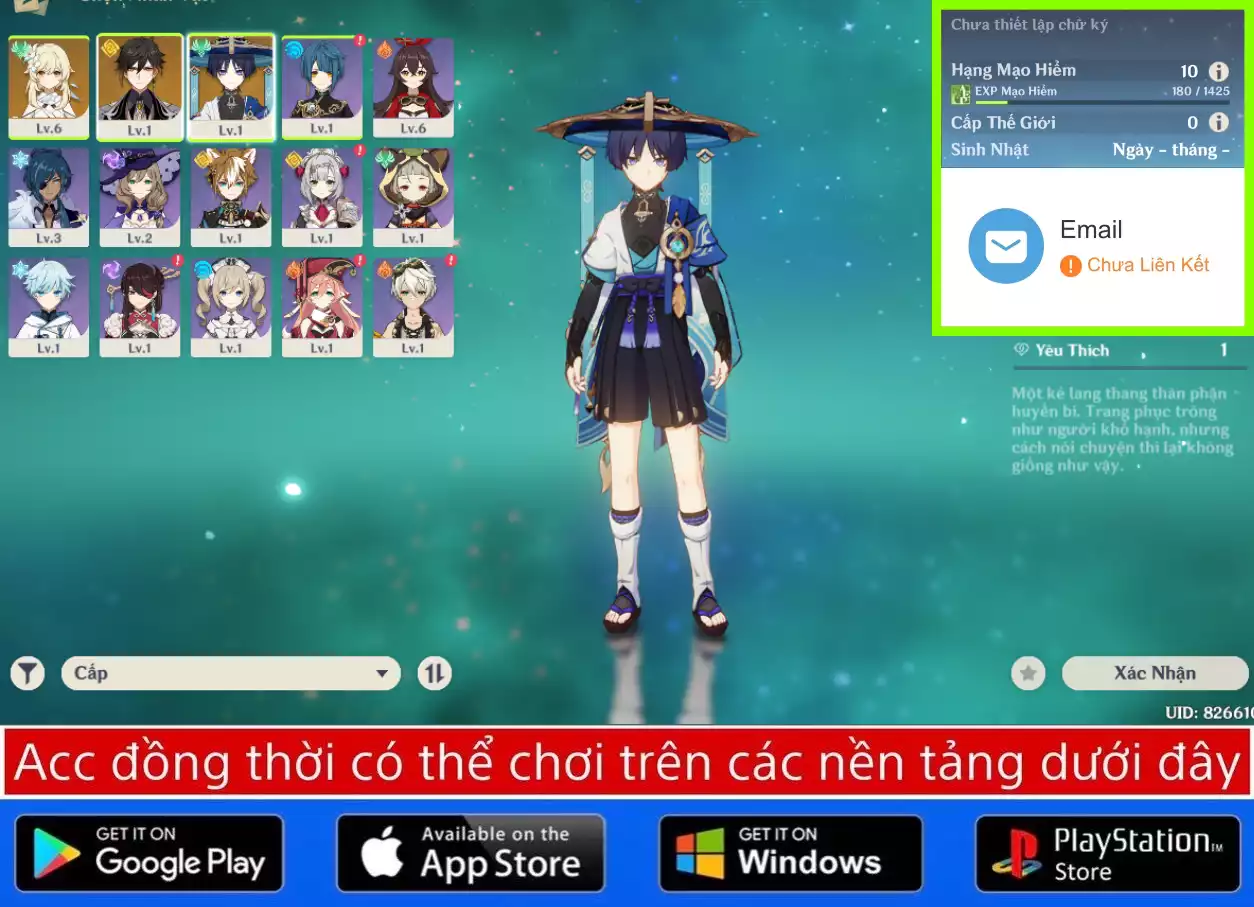 Chưa thiết lập chữ ký
Hạng Mạo Hiểm 10
EXP Mạo Hiểm 180 / 1425
Cấp Thế Giới 0
Sinh Nhật Ngày - tháng -
Email
Chưa Liên Kết
Lv.6 Lv.1 Lv.1 Lv.1 Lv.6
Lv.3 Lv.2 Lv.1 Lv.1 Lv.1
Lv.1 Lv.1 Lv.1 Lv.1 Lv.1
Yêu Thích 1
Một kẻ lang thang thân phận
huyền bí. Trang phục trông
như người khổ hạnh, nhưng
cách nói chuyện thì lại không
giống như vậy.
Cấp
Xác Nhận
UID: 826610
Acc đồng thời có thể chơi trên các nền tảng dưới đây
GET IT ON
Google Play
Available on the
App Store
GET IT ON
Windows
PlayStation™
Store